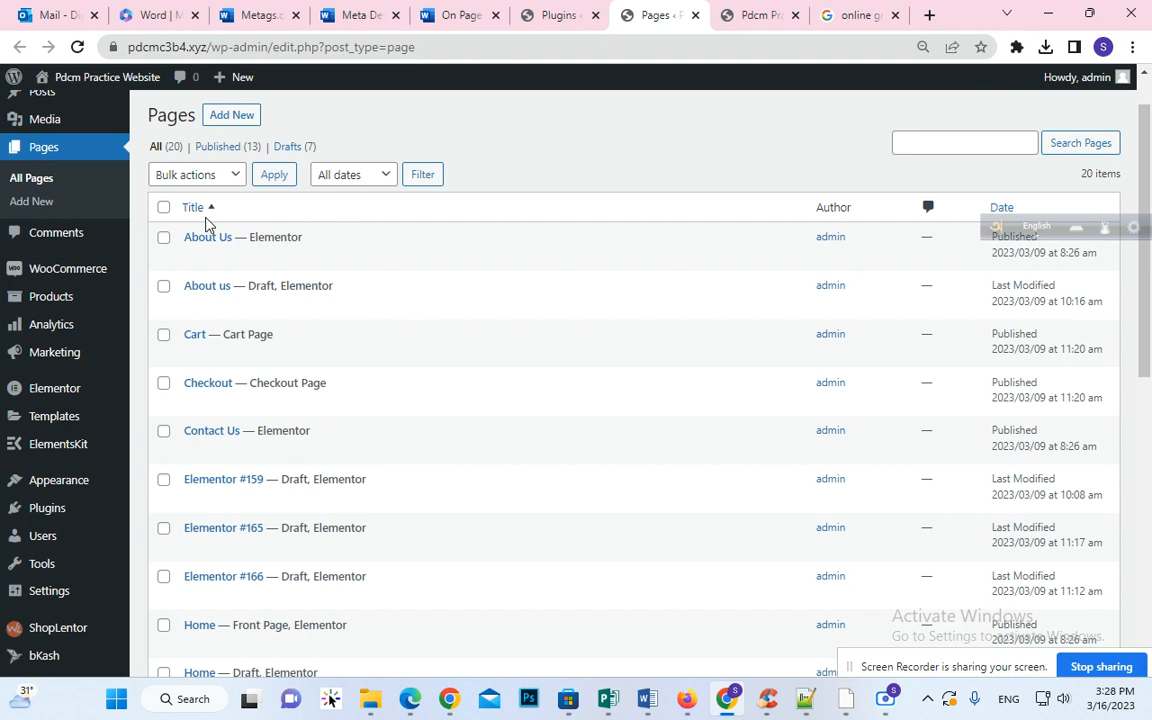 Mail - Di
Word | M
Metags.d
Meta De
On Page
Plugins
Pages ‹ P
Pdcm Pra
online g
pdcmc3b4.xyz/wp-admin/edit.php?post_type=page
S
Pdcm Practice Website
0
New
Howdy, admin
Posts
Media
Pages
All Pages
Add New
Comments
WooCommerce
Products
Analytics
Marketing
Elementor
Templates
ElementsKit
Appearance
Plugins
Users
Tools
Settings
ShopLentor
bKash
Pages
Add New
All (20) | Published (13) | Drafts (7)
Search Pages
Bulk actions
Apply
All dates
Filter
20 items
Title
Author
Date
English
About Us — Elementor
admin
—
Published
2023/03/09 at 8:26 am
About us — Draft, Elementor
admin
—
Last Modified
2023/03/09 at 10:16 am
Cart — Cart Page
admin
—
Published
2023/03/09 at 11:20 am
Checkout — Checkout Page
admin
—
Published
2023/03/09 at 11:20 am
Contact Us — Elementor
admin
—
Published
2023/03/09 at 8:26 am
Elementor #159 — Draft, Elementor
admin
—
Last Modified
2023/03/09 at 10:08 am
Elementor #165 — Draft, Elementor
admin
—
Last Modified
2023/03/09 at 11:17 am
Elementor #166 — Draft, Elementor
admin
—
Last Modified
2023/03/09 at 11:12 am
Home — Front Page, Elementor
admin
—
Published
2023/03/09 at 8:26 am
Home — Draft, Elementor
Activate Windows
Go to Settings to activate Windows.
Screen Recorder is sharing your screen.
Stop sharing
31°
Search
ENG
3:28 PM
3/16/2023